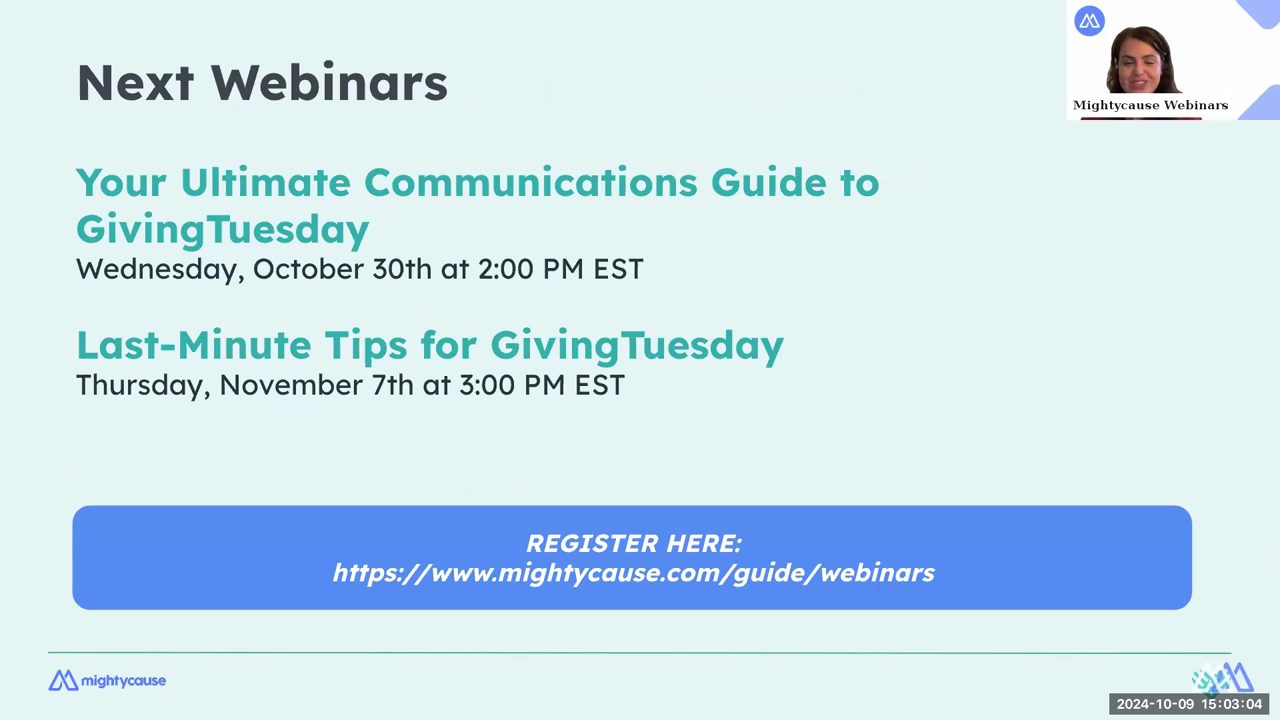 Next Webinars
Mightycause Webinars
Your Ultimate Communications Guide to
GivingTuesday
Wednesday, October 30th at 2:00 PM EST
Last-Minute Tips for GivingTuesday
Thursday, November 7th at 3:00 PM EST
REGISTER HERE:
https://www.mightycause.com/guide/webinars
mightycause
2024-10-09 15:03:04